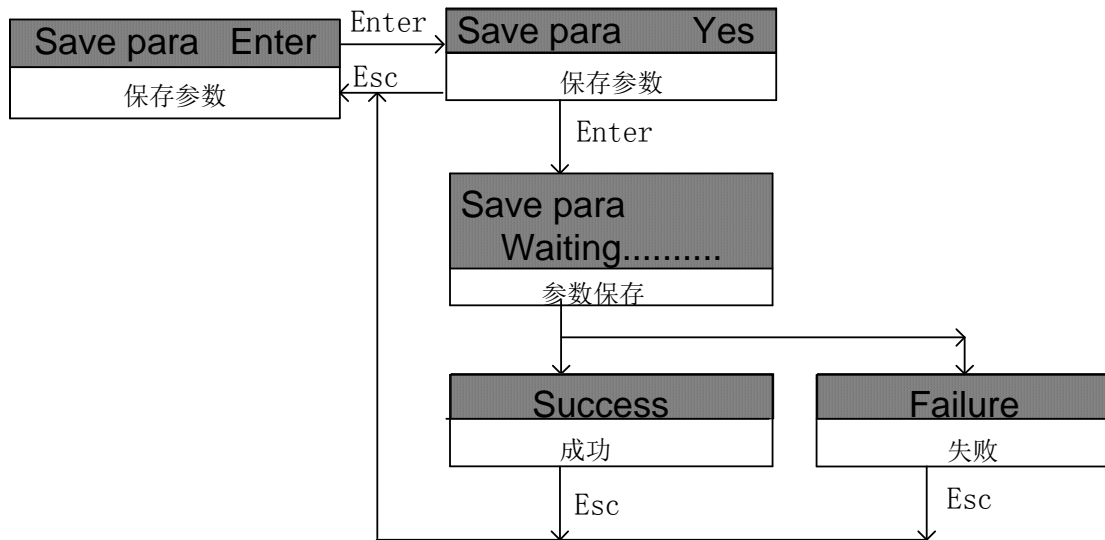 Save para Enter
保存参数
Enter
Esc
Save para Yes
保存参数
Enter
Save para
Waiting..........
参数保存
Success
成功
Failure
失败
Esc
Esc